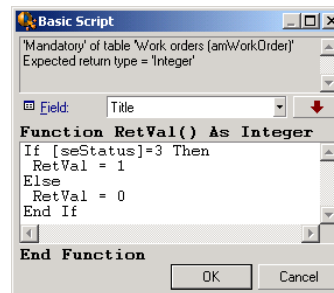 Basic Script
'Mandatory' of table 'Work orders (amWorkOrder)'
Expected return type = 'Integer'
Field: Title
Function RetVal() As Integer
If [seStatus]=3 Then
RetVal = 1
Else
RetVal = 0
End If
End Function
OK Cancel